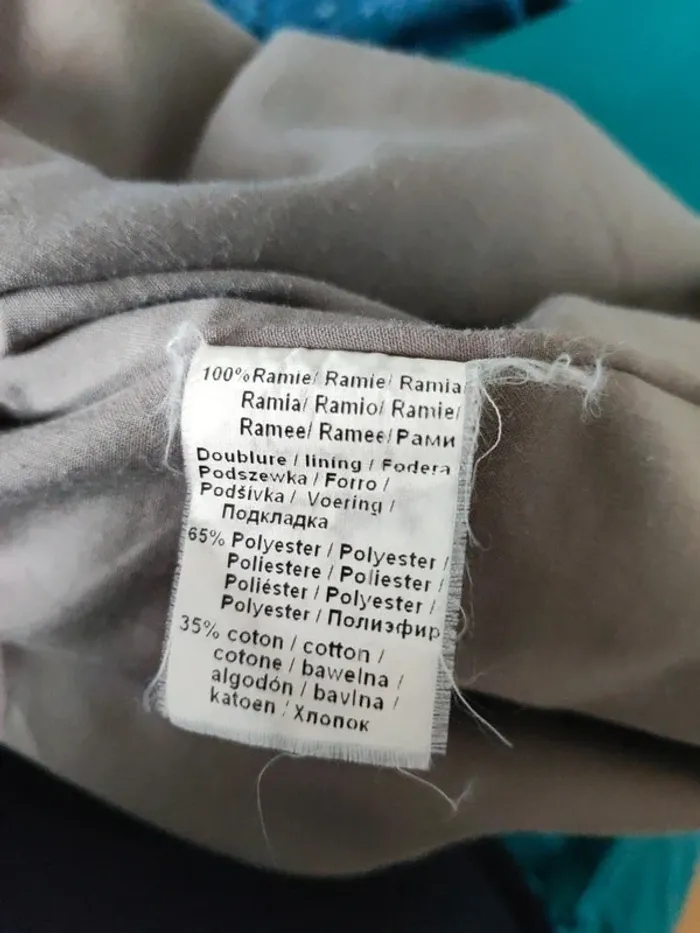 100%Ramie/ Ramie/ Ramia/
Ramia/ Ramio/ Ramie/
Ramee/ Ramee/Рами
Doublure / lining / Fodera
Podszewka / Forro /
Podšívka / Voering /
Подкладка
65% Polyester / Polyester /
Poliestere / Poliester /
Poliéster / Polyester /
Polyester / Полиэфир
35% coton / cotton /
cotone / bawełna /
algodón / bavlna /
katoen / Хлопок